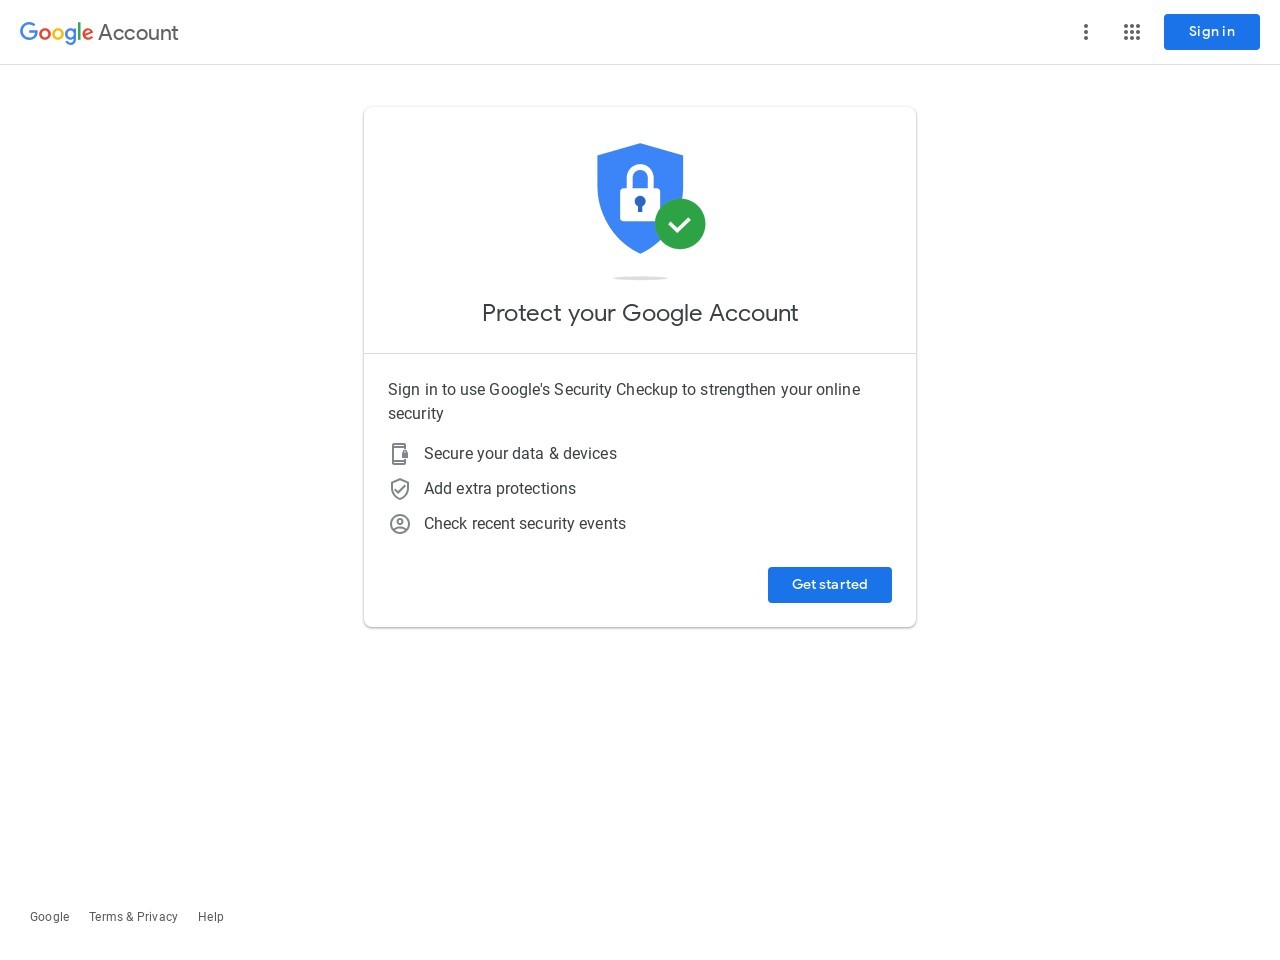 Google Account
Sign in
Protect your Google Account
Sign in to use Google's Security Checkup to strengthen your online
security
Secure your data & devices
Add extra protections
Check recent security events
Get started
Google Terms & Privacy Help